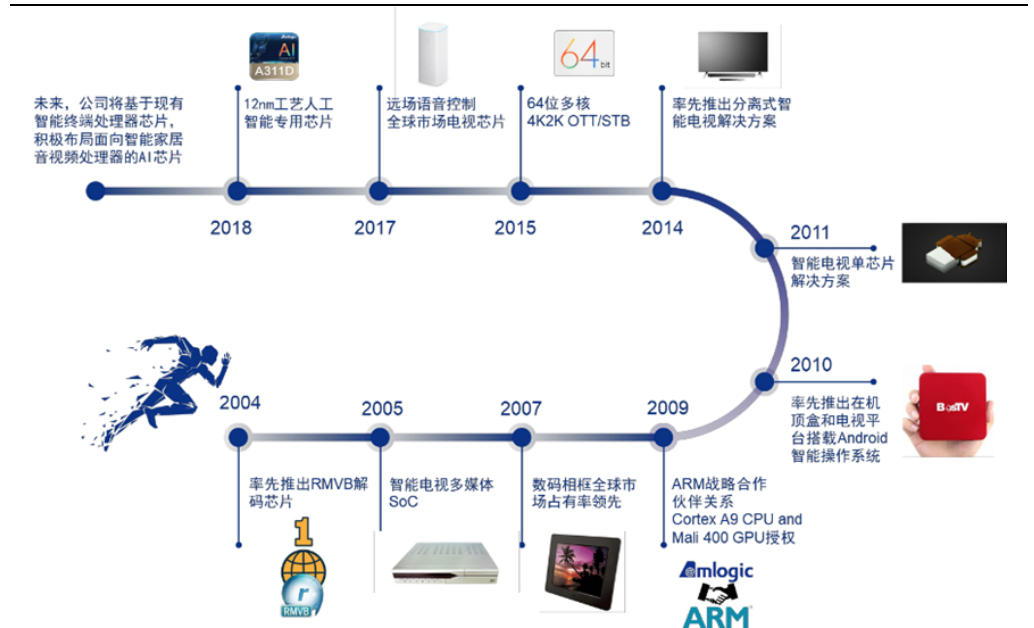 Amlogic
AI
A311D
64
bit
未来，公司将基于现有
智能终端处理器芯片，
积极布局面向智能家居
音视频处理器的AI芯片
12nm工艺人工
智能专用芯片
远场语音控制
全球市场电视芯片
64位多核
4K2K OTT/STB
率先推出分离式智
能电视解决方案
2018
2017
2015
2014
2011
智能电视单芯片
解决方案
2010
率先推出在机
顶盒和电视平
台搭载Android
智能操作系统
BesTV
2004
2005
2007
2009
率先推出RMVB解
码芯片
智能电视多媒体
SoC
数码相框全球市
场占有率领先
ARM战略合作
伙伴关系
Cortex A9 CPU and
Mali 400 GPU授权
1
r
RMVB
Amlogic
ARM